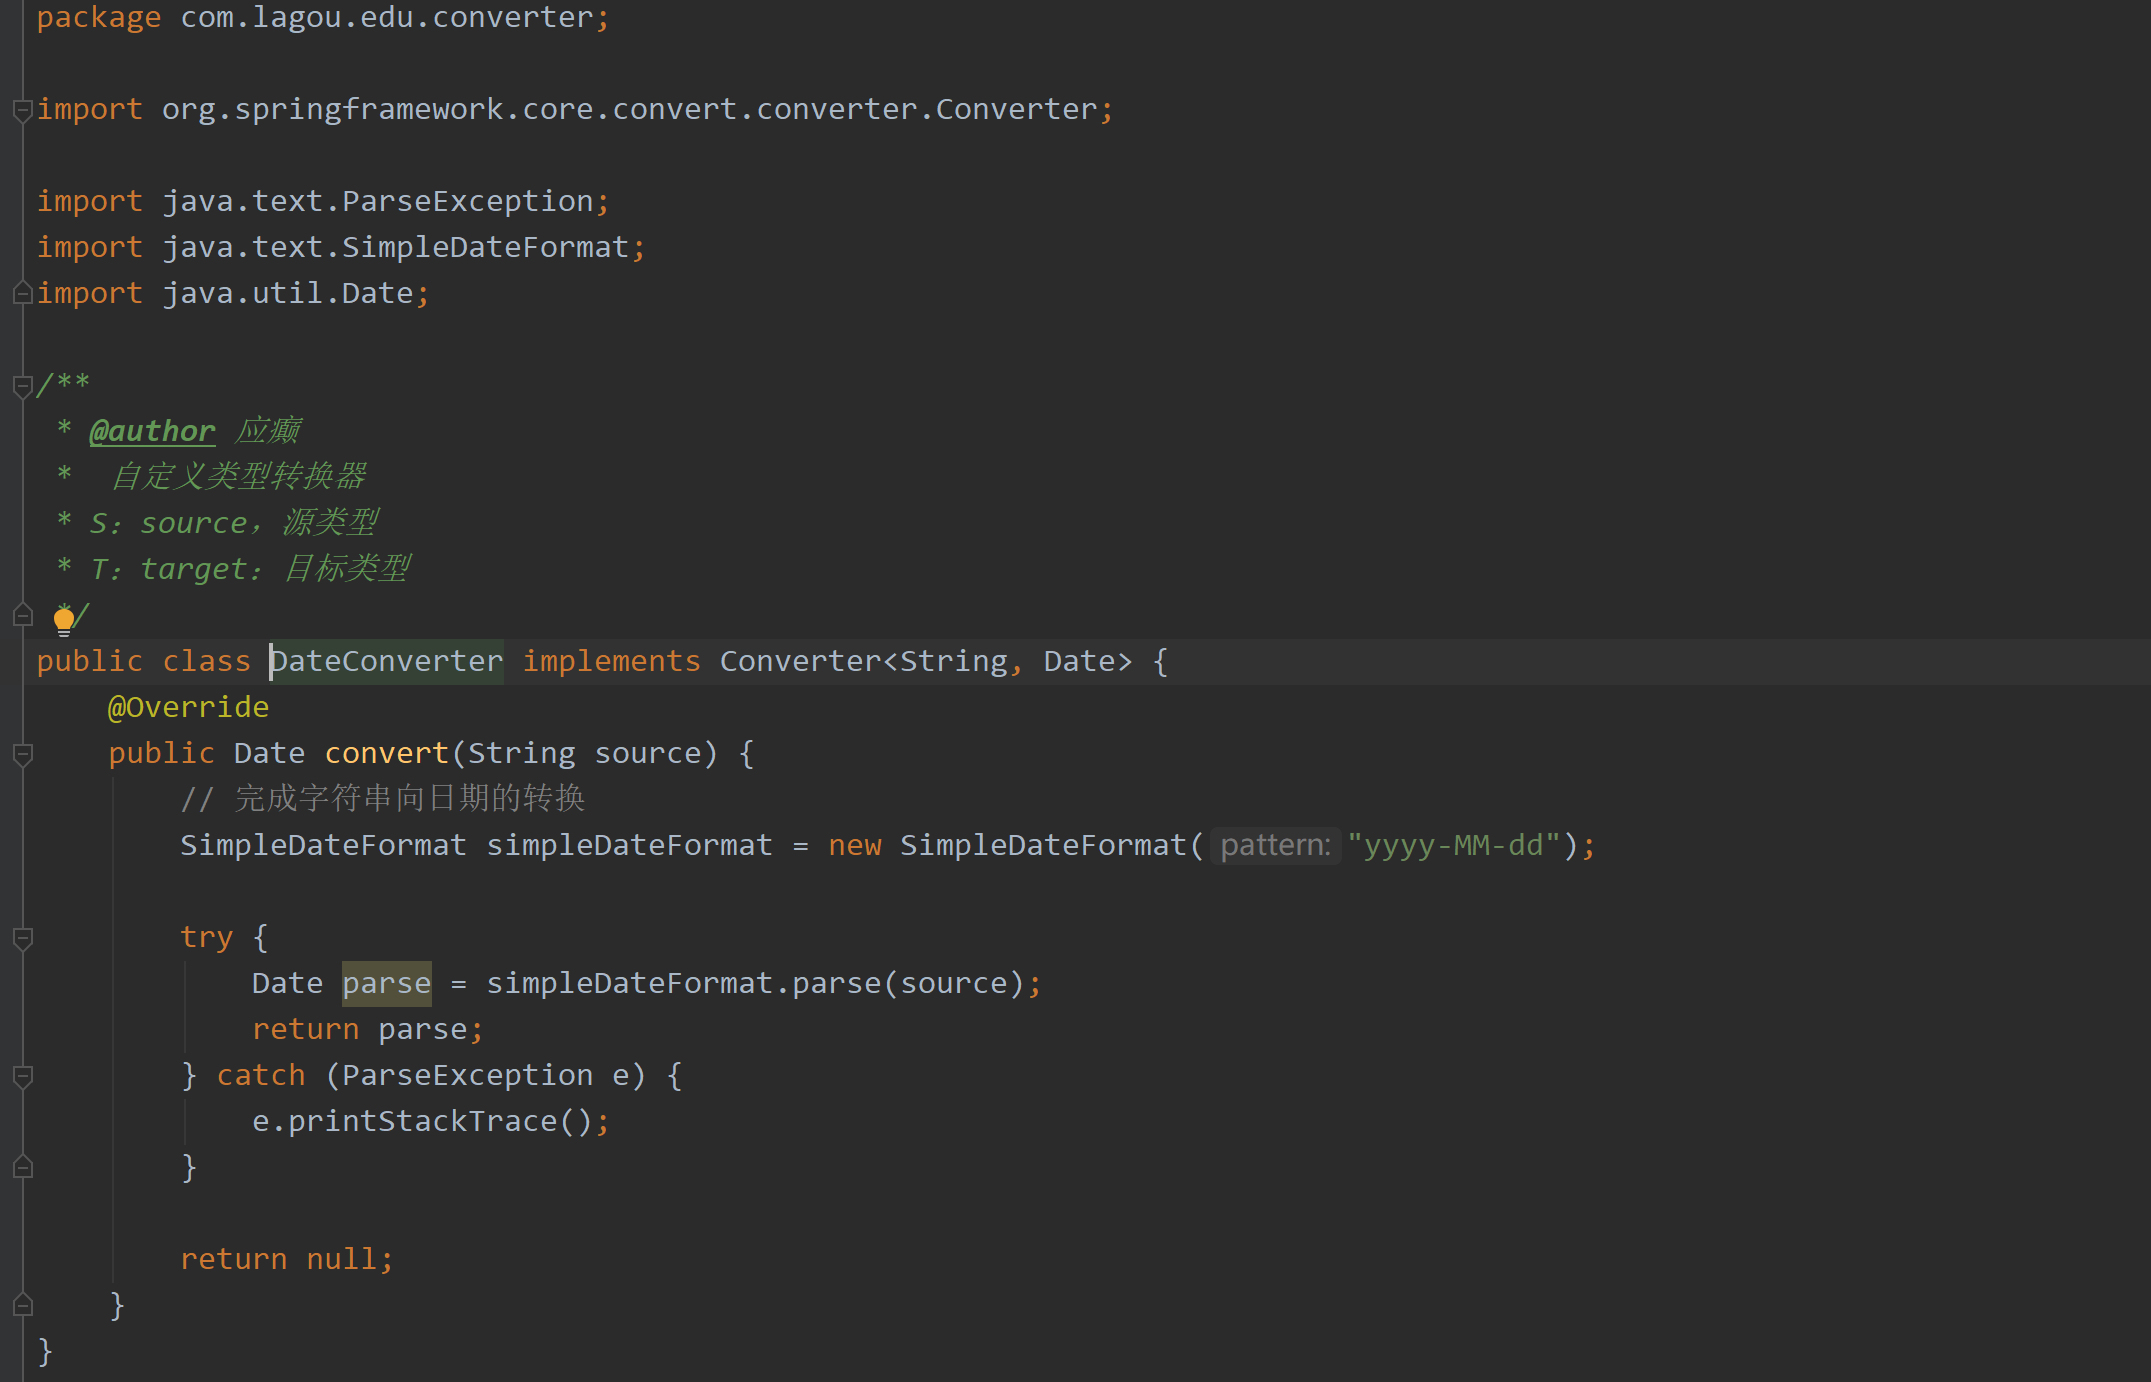 package com.lagou.edu.converter;
import org.springframework.core.convert.converter.Converter;
import java.text.ParseException;
import java.text.SimpleDateFormat;
import java.util.Date;
/**
* @author 应癫
* 自定义类型转换器
* S：source，源类型
* T：target：目标类型
*/
public class DateConverter implements Converter<String, Date> {
@Override
public Date convert(String source) {
// 完成字符串向日期的转换
SimpleDateFormat simpleDateFormat = new SimpleDateFormat( pattern: "yyyy-MM-dd");
try {
Date parse = simpleDateFormat.parse(source);
return parse;
} catch (ParseException e) {
e.printStackTrace();
}
return null;
}
}